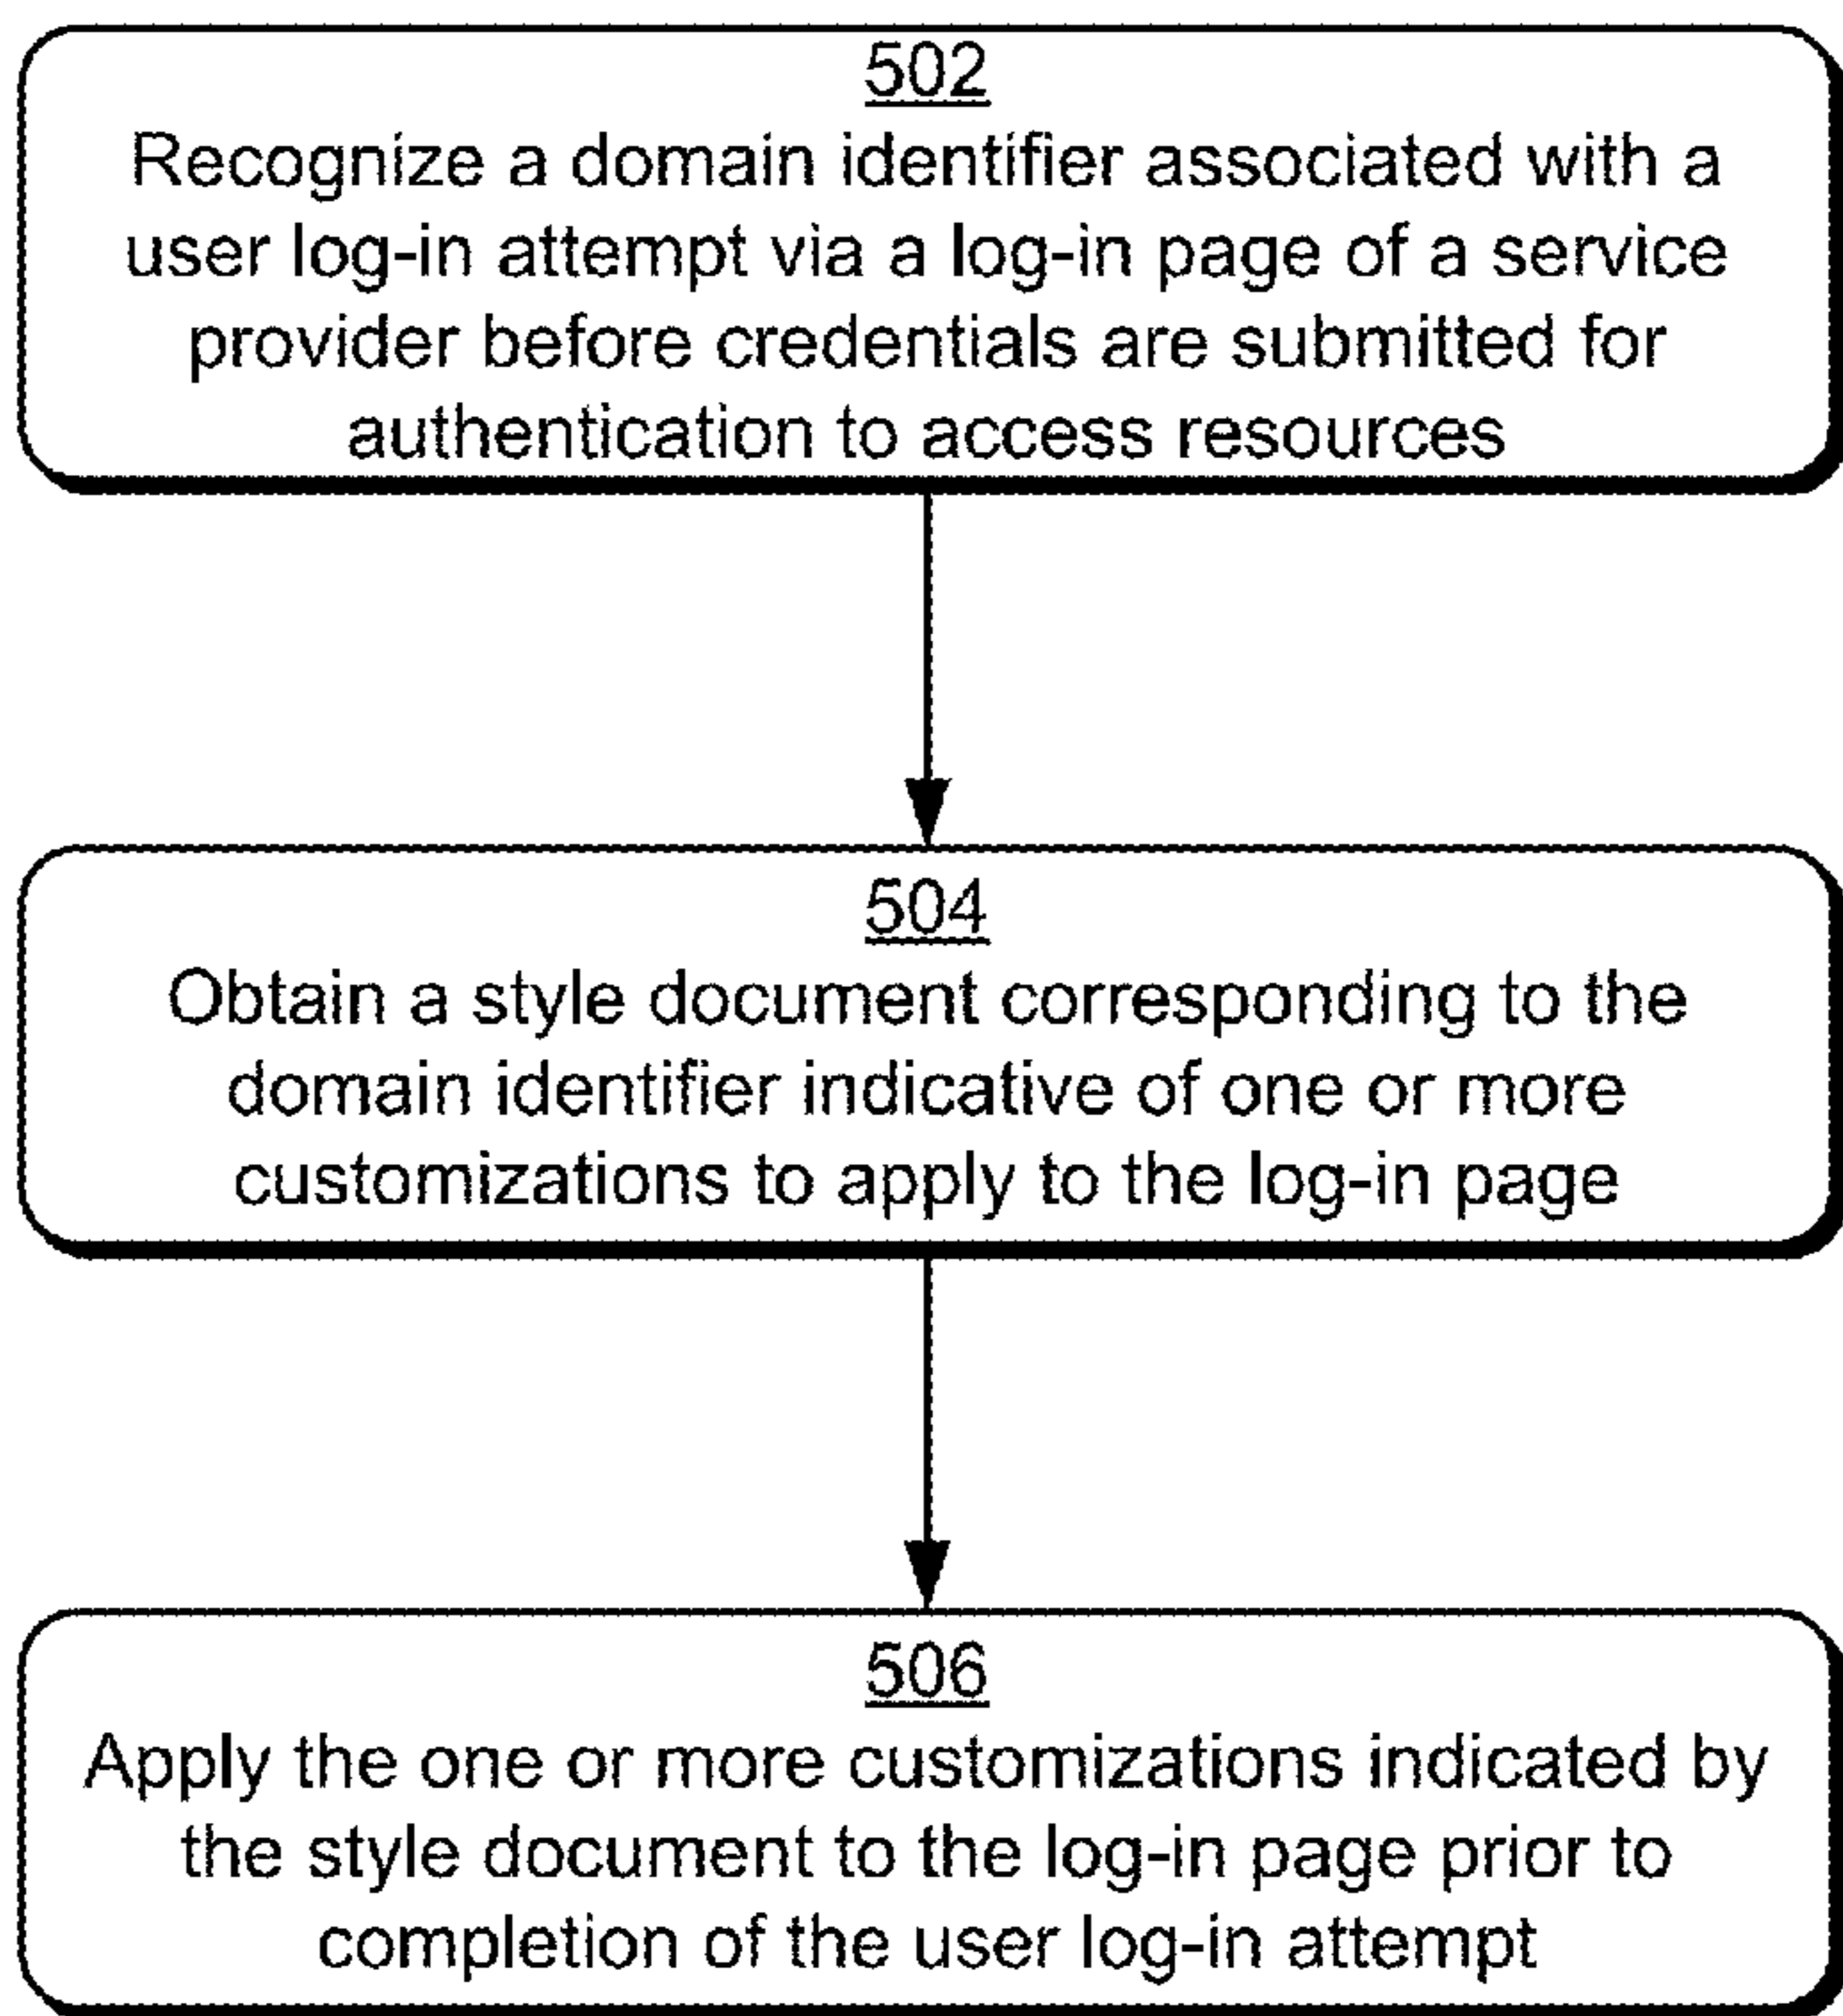 502
Recognize a domain identifier associated with a
user log-in attempt via a log-in page of a service
provider before credentials are submitted for
authentication to access resources
504
Obtain a style document corresponding to the
domain identifier indicative of one or more
customizations to apply to the log-in page
506
Apply the one or more customizations indicated by
the style document to the log-in page prior to
completion of the user log-in attempt